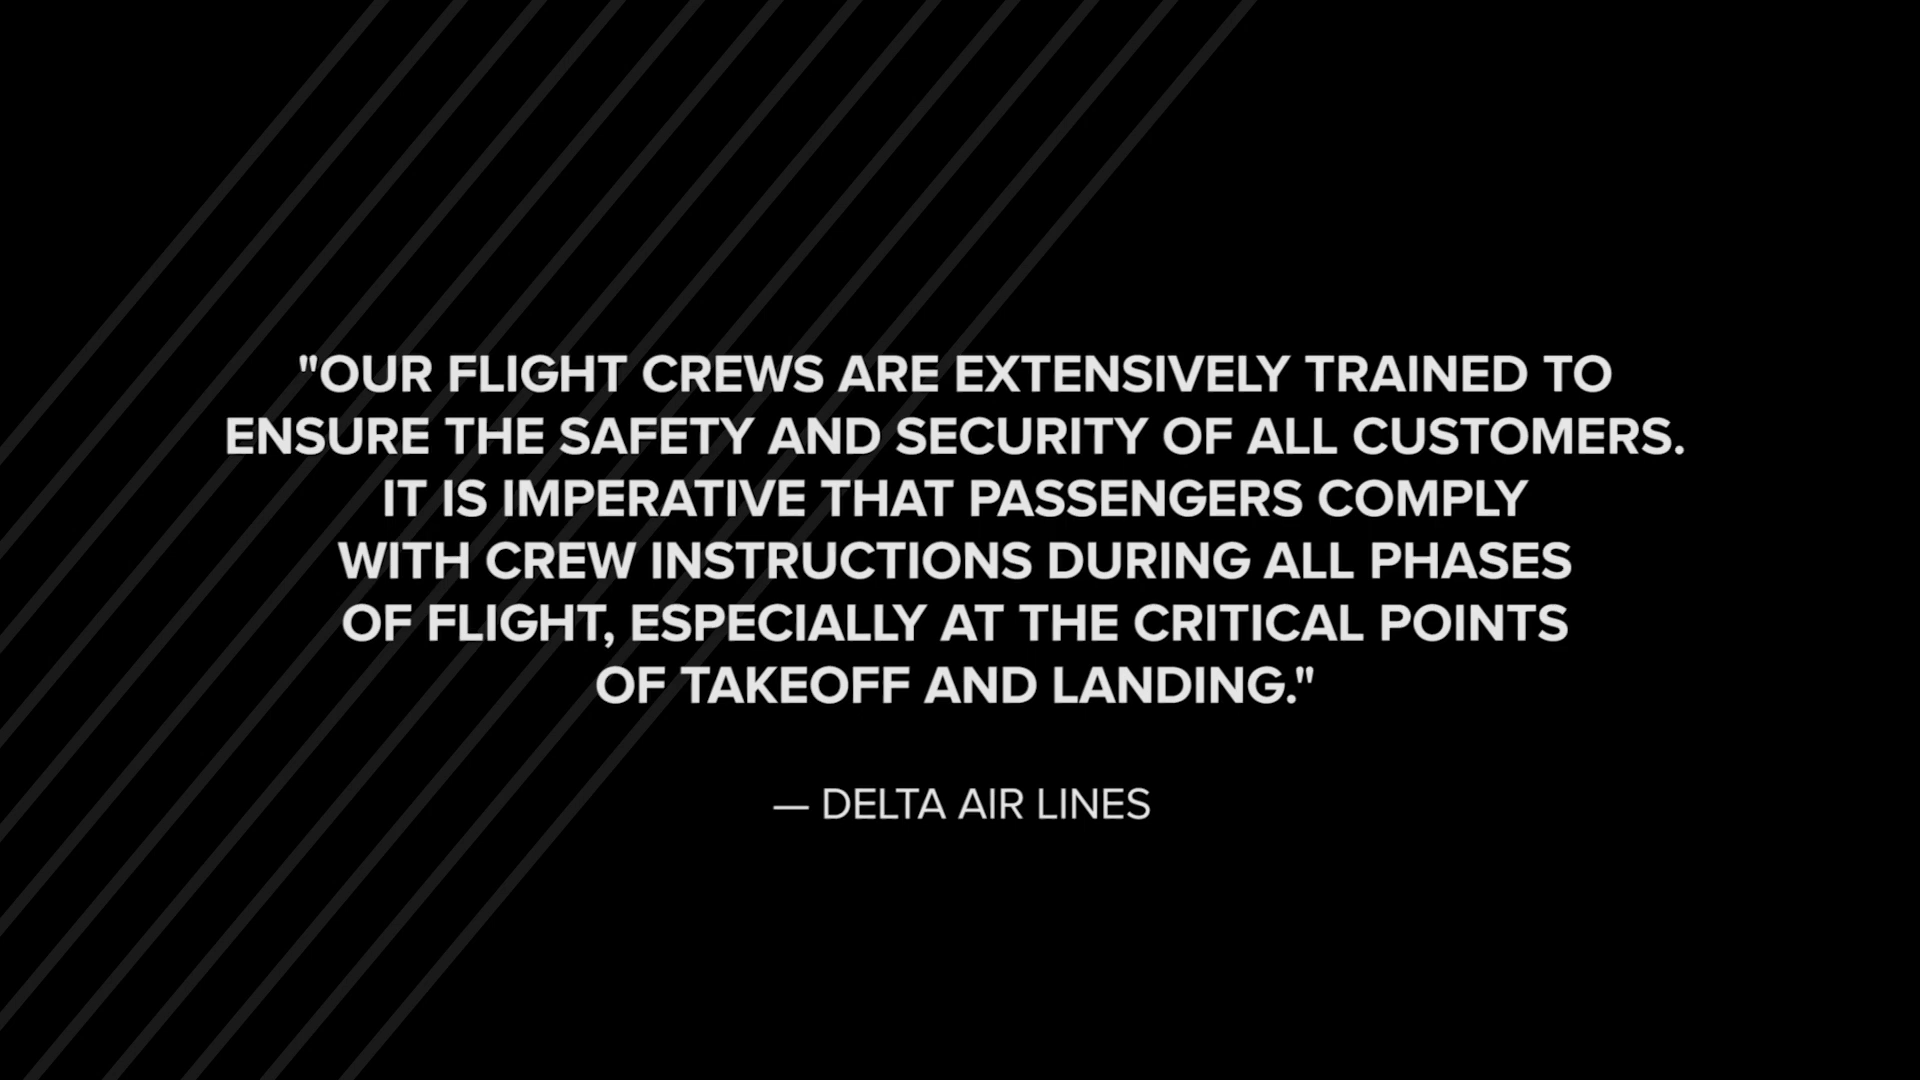 "OUR FLIGHT CREWS ARE EXTENSIVELY TRAINED TO
ENSURE THE SAFETY AND SECURITY OF ALL CUSTOMERS.
IT IS IMPERATIVE THAT PASSENGERS COMPLY
WITH CREW INSTRUCTIONS DURING ALL PHASES
OF FLIGHT, ESPECIALLY AT THE CRITICAL POINTS
OF TAKEOFF AND LANDING."
— DELTA AIR LINES